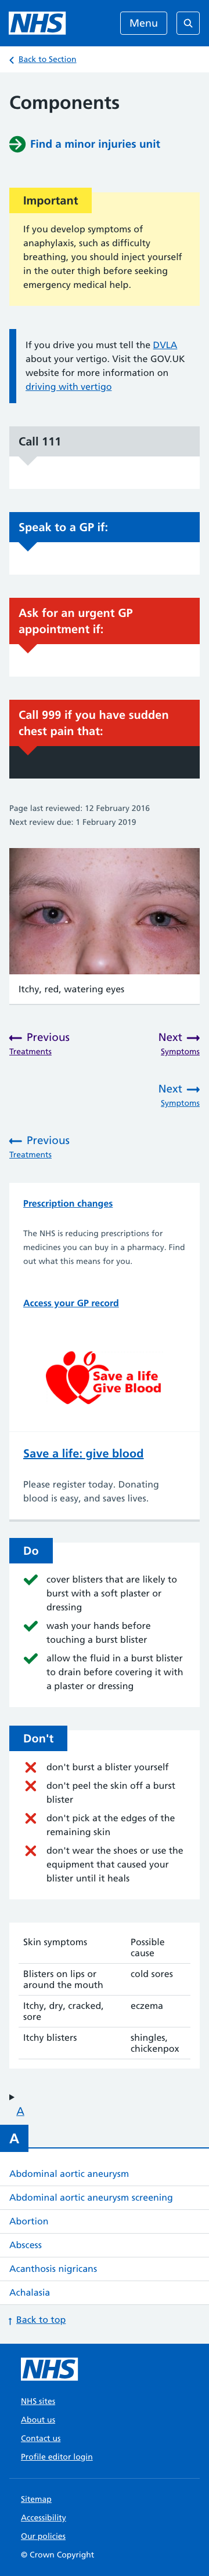 NHS
Menu
Back to Section
Components
Find a minor injuries unit
Important
If you develop symptoms of
anaphylaxis, such as difficulty
breathing, you should inject yourself
in the outer thigh before seeking
emergency medical help.
If you drive you must tell the DVLA
about your vertigo. Visit the GOV.UK
website for more information on
driving with vertigo
Call 111
Speak to a GP if:
Ask for an urgent GP
appointment if:
Call 999 if you have sudden
chest pain that:
Page last reviewed: 12 February 2016
Next review due: 1 February 2019
Itchy, red, watering eyes
Previous Next
Treatments Symptoms
Next
Symptoms
Previous
Treatments
Prescription changes
The NHS is reducing prescriptions for
medicines you can buy in a pharmacy. Find
out what this means for you.
Access your GP record
Save a life
Give Blood
Save a life: give blood
Please register today. Donating
blood is easy, and saves lives.
Do
cover blisters that are likely to
burst with a soft plaster or
dressing
wash your hands before
touching a burst blister
allow the fluid in a burst blister
to drain before covering it with
a plaster or dressing
Don't
don't burst a blister yourself
don't peel the skin off a burst
blister
don't pick at the edges of the
remaining skin
don't wear the shoes or use the
equipment that caused your
blister until it heals
Skin symptoms Possible
cause
Blisters on lips or cold sores
around the mouth
Itchy, dry, cracked, eczema
sore
Itchy blisters shingles,
chickenpox
A
A
Abdominal aortic aneurysm
Abdominal aortic aneurysm screening
Abortion
Abscess
Acanthosis nigricans
Achalasia
Back to top
NHS
NHS sites
About us
Contact us
Profile editor login
Sitemap
Accessibility
Our policies
© Crown Copyright